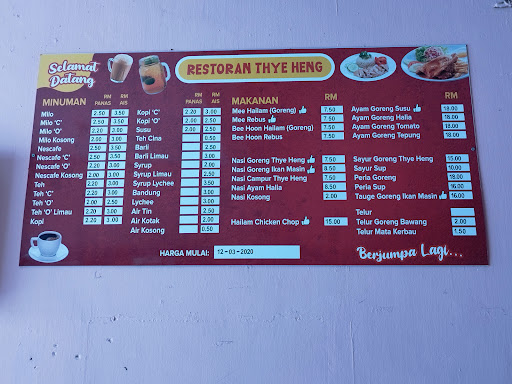 Selamat Datang
RESTORAN THYE HENG
MINUMAN RM PANAS RM AIS
Milo 2.50 3.50
Milo 'C' 2.50 3.50
Milo 'O' 2.20 3.00
Milo Kosong 2.00 3.00
Nescafe 2.50 3.50
Nescafe 'C' 2.50 3.50
Nescafe 'O' 2.20 3.00
Nescafe Kosong 2.00 3.00
Teh 2.20 3.00
Teh 'C' 2.20 3.00
Teh 'O' 2.00 2.50
Teh 'O' Limau 2.20 3.00
Kopi 2.20 3.00
RM PANAS RM AIS
Kopi 'C' 2.20 3.00
Kopi 'O' 2.00 2.50
Susu 2.00 2.50
Teh Cina 0.50
Barli 2.50
Barli Limau 3.00
Syrup 2.00
Syrup Limau 2.50
Syrup Lychee 3.50
Bandung 3.00
Lychee 3.00
Air Tin
Air Kotak
Air Kosong 0.50
MAKANAN RM
Mee Hailam (Goreng) 7.50
Mee Rebus 7.50
Bee Hoon Hailam (Goreng) 7.50
Bee Hoon Rebus 7.50
Nasi Goreng Thye Heng 7.50
Nasi Goreng Ikan Masin 8.50
Nasi Campur Thye Heng 7.50
Nasi Ayam Halia 8.50
Nasi Kosong 2.00
Hailam Chicken Chop 15.00
RM
Ayam Goreng Susu 18.00
Ayam Goreng Halia 18.00
Ayam Goreng Tomato 18.00
Ayam Goreng Tepung 18.00
Sayur Goreng Thye Heng 15.00
Sayur Sup 10.00
Peria Goreng 18.00
Peria Sup 16.00
Tauge Goreng Ikan Masin 16.00
Telur
Telur Goreng Bawang 2.00
Telur Mata Kerbau 1.50
HARGA MULAI: 12-03-2020
Berjumpa Lagi...